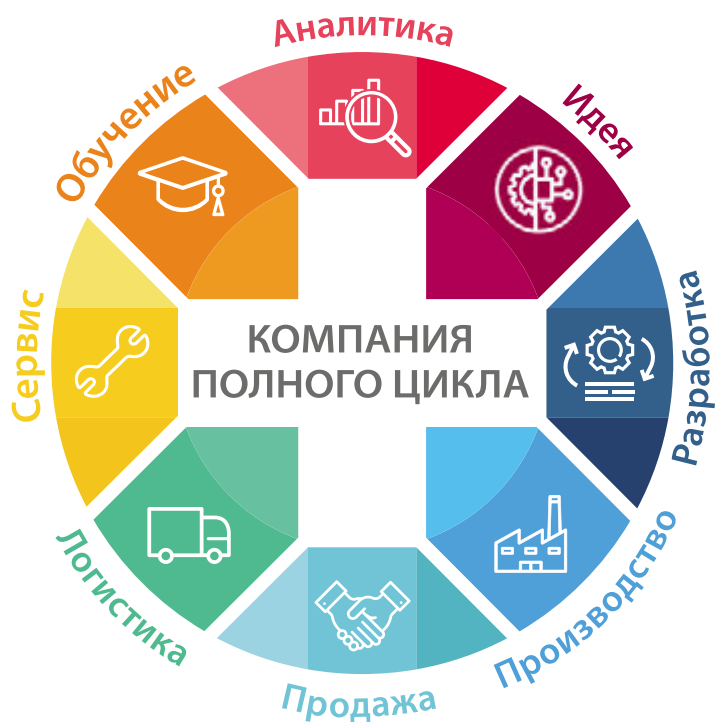 Аналитика
Идея
Разработка
Производство
Продажа
Логистика
Сервис
Обучение
КОМПАНИЯ
ПОЛНОГО ЦИКЛА